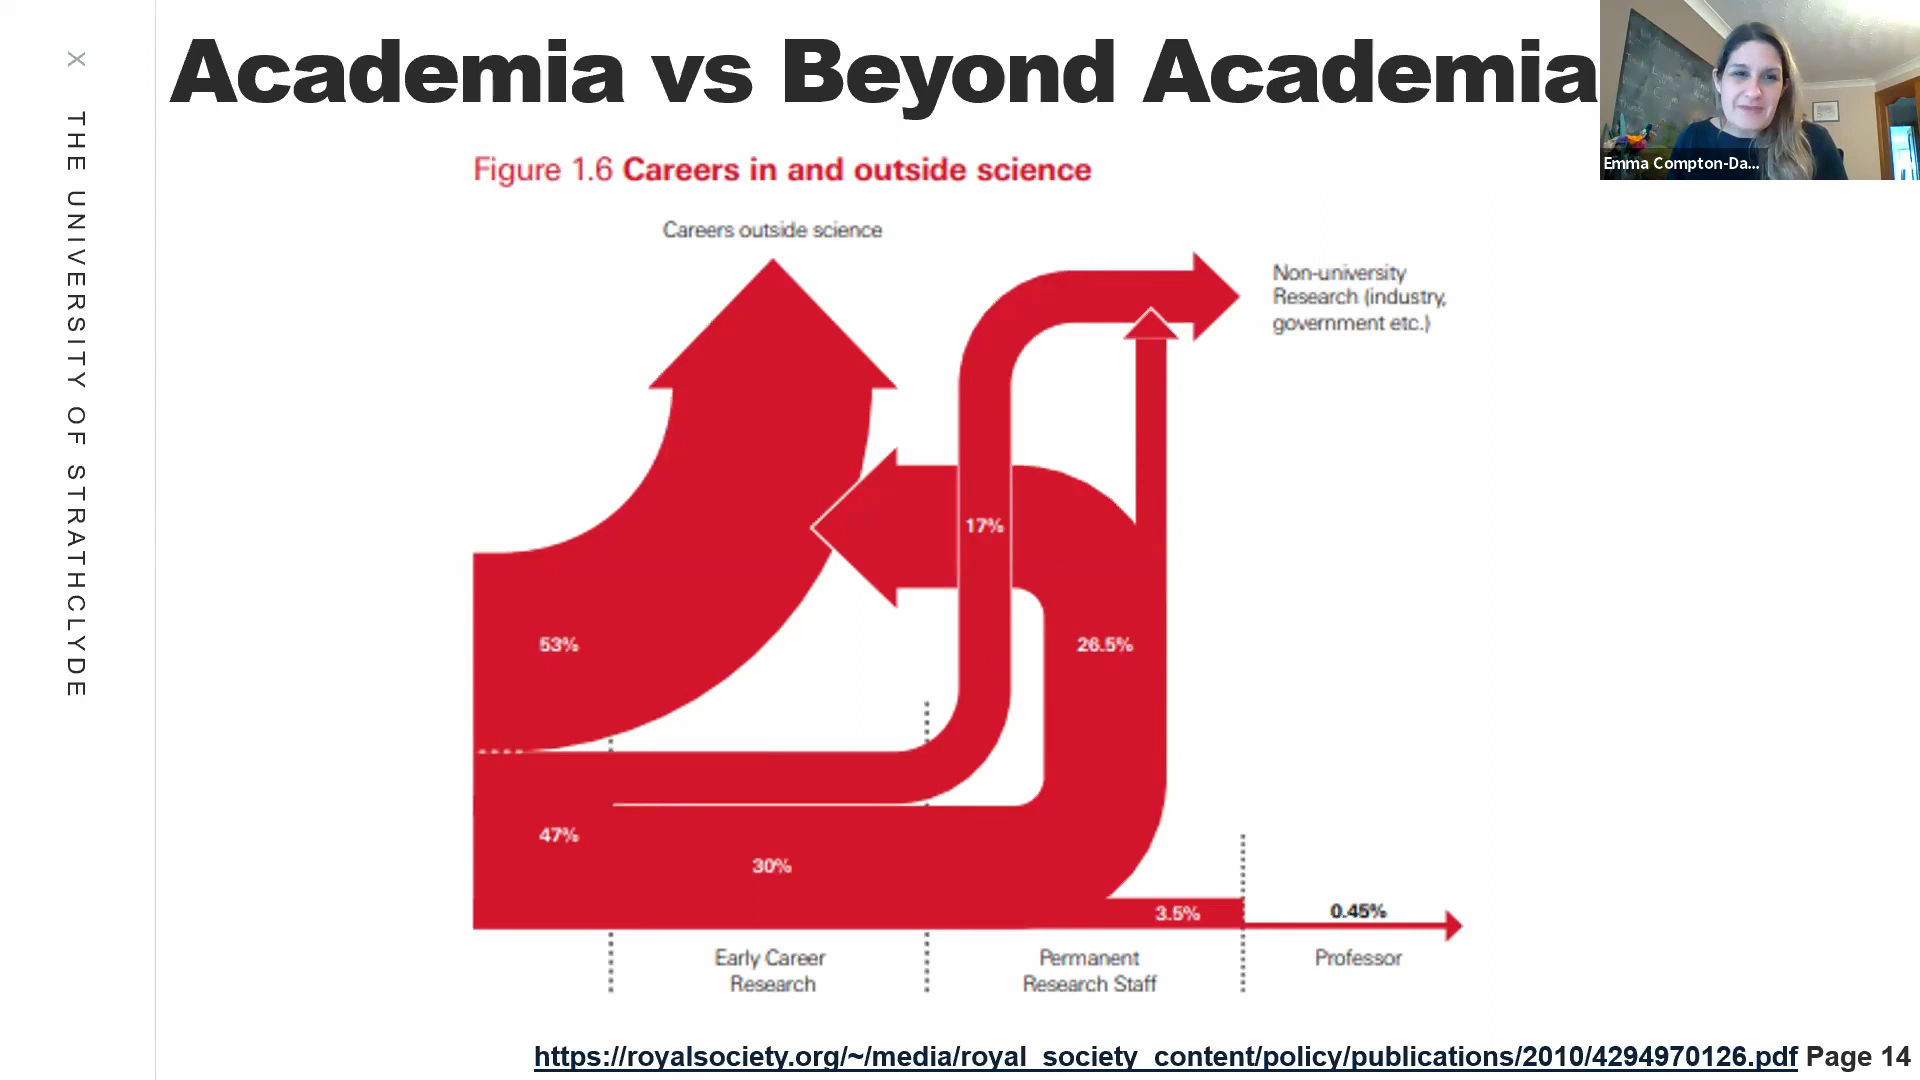 X THE UNIVERSITY OF STRATHCLYDE
Academia vs Beyond Academia
Emma Compton-Da...
Figure 1.6 Careers in and outside science
Careers outside science
Non-university
Research (industry,
government etc.)
17%
53%
26.5%
47%
30%
3.5%
0.45%
Early Career
Research
Permanent
Research Staff
Professor
https://royalsociety.org/~/media/royal_society_content/policy/publications/2010/4294970126.pdf Page 14